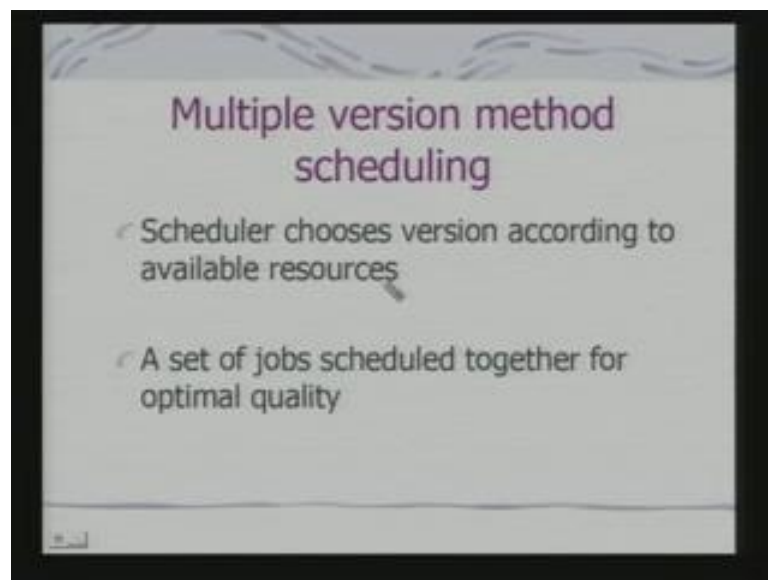 Multiple version method
scheduling
Scheduler chooses version according to
available resources
A set of jobs scheduled together for
optimal quality